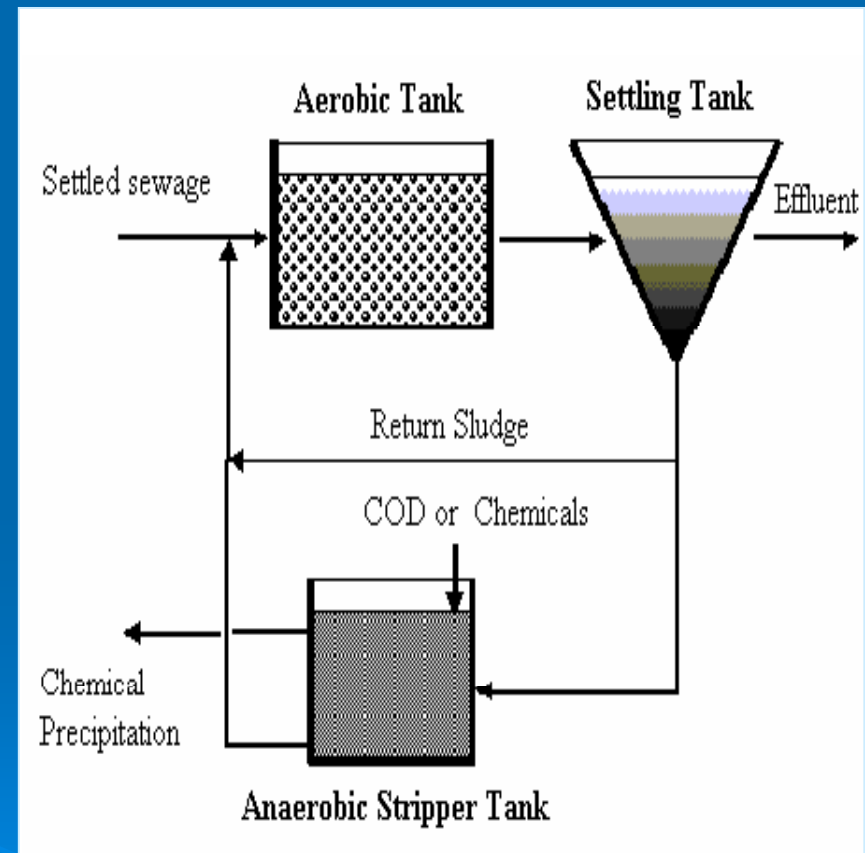 Aerobic Tank
Settling Tank
Settled sewage
Effluent
Return Sludge
COD or Chemicals
Chemical
Precipitation
Anaerobic Stripper Tank